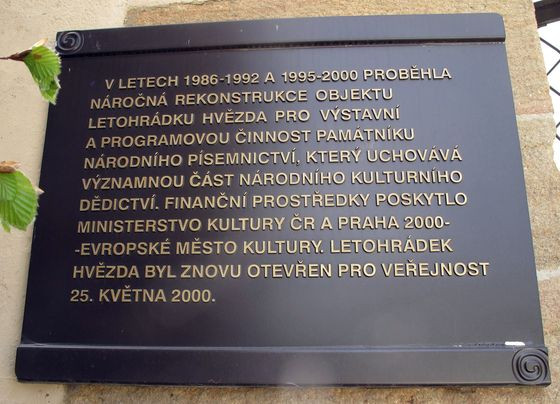 V LETECH 1986-1992 A 1995-2000 PROBĚHLA
NÁROČNÁ REKONSTRUKCE OBJEKTU
LETOHRÁDKU HVĚZDA PRO VÝSTAVNÍ
A PROGRAMOVOU ČINNOST PAMÁTNÍKU
NÁRODNÍHO PÍSEMNICTVÍ, KTERÝ UCHOVÁVÁ
VÝZNAMNOU ČÁST NÁRODNÍHO KULTURNÍHO
DĚDICTVÍ. FINANČNÍ PROSTŘEDKY POSKYTLO
MINISTERSTVO KULTURY ČR A PRAHA 2000-
-EVROPSKÉ MĚSTO KULTURY. LETOHRÁDEK
HVĚZDA BYL ZNOVU OTEVŘEN PRO VEŘEJNOST
25. KVĚTNA 2000.